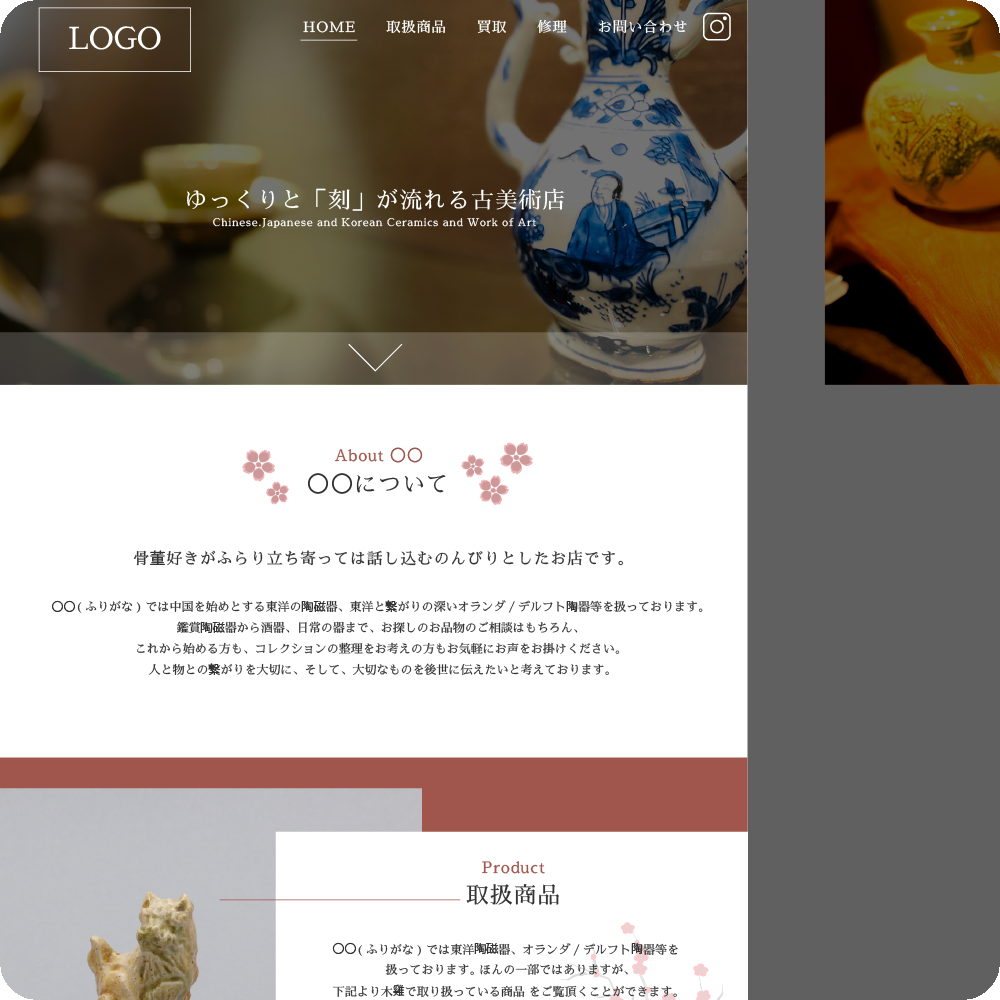 LOGO
HOME 取扱商品 買取 修理 お問い合わせ
ゆっくりと「刻」が流れる古美術店
Chinese.Japanese and Korean Ceramics and Work of Art
About 〇〇
〇〇について
骨董好きがふらり立ち寄っては話し込むのんびりとしたお店です。
〇〇( ふりがな ) では中国を始めとする東洋の陶磁器、東洋と繋がりの深いオランダ / デルフト陶器等を扱っております。
鑑賞陶磁器から酒器、日常の器まで、お探しのお品物のご相談はもちろん、
これから始める方も、コレクションの整理をお考えの方もお気軽にお声をお掛けください。
人と物との繋がりを大切に、そして、大切なものを後世に伝えたいと考えております。
Product
取扱商品
〇〇( ふりがな ) では東洋陶磁器、オランダ / デルフト陶器等を
扱っております。ほんの一部ではありますが、
下記より木雞で取り扱っている商品 をご覧頂くことができます。